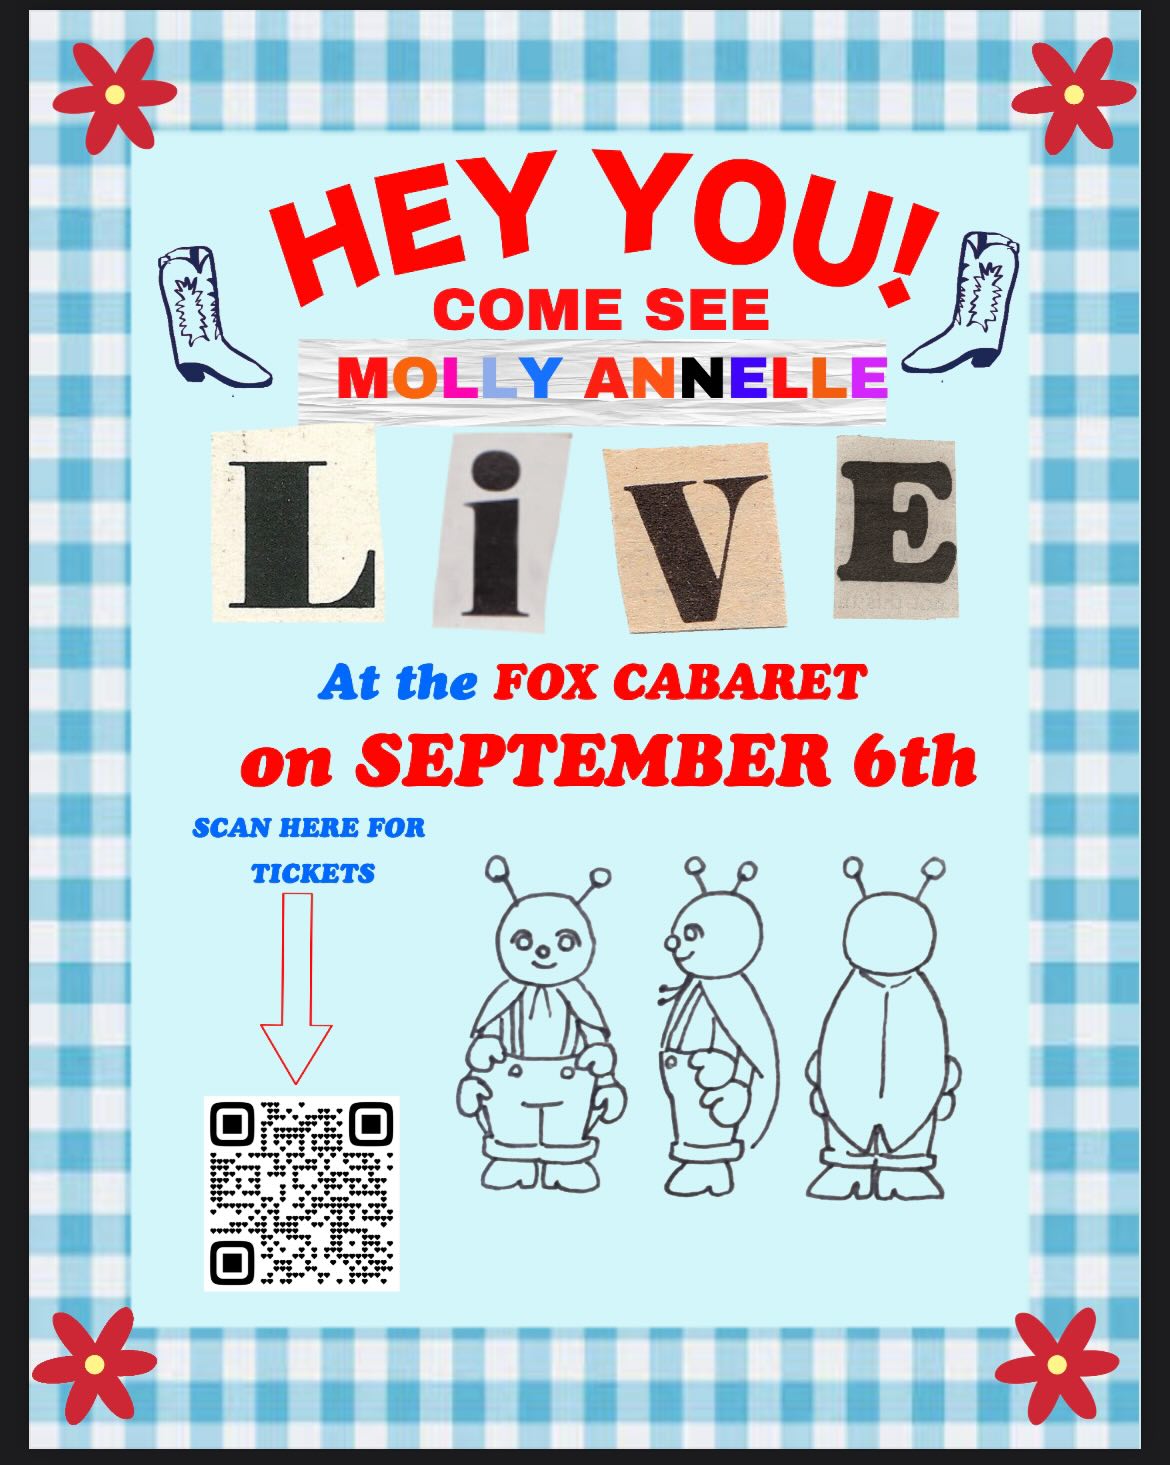 HEY YOU!
COME SEE
MOLLY ANNELLE
LiVE
At the FOX CABARET
on SEPTEMBER 6th
SCAN HERE FOR
TICKETS